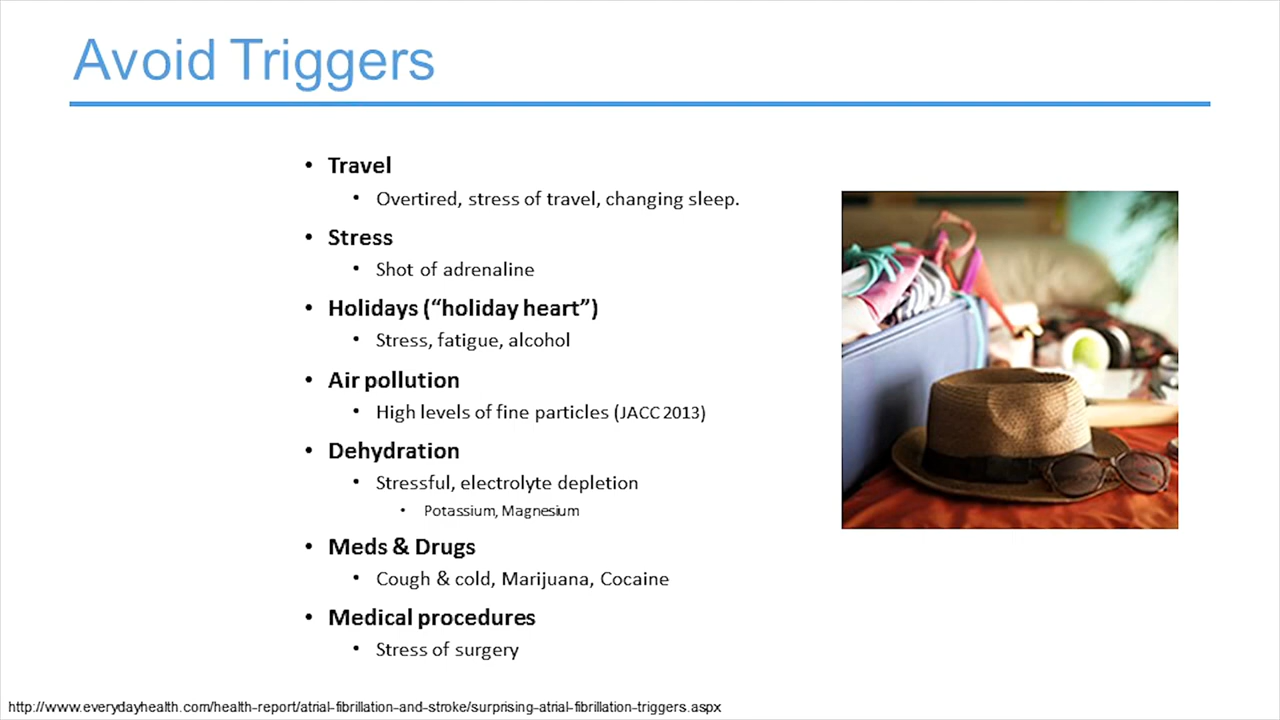 Avoid Triggers
• Travel
• Overtired, stress of travel, changing sleep.
• Stress
• Shot of adrenaline
• Holidays (“holiday heart”)
• Stress, fatigue, alcohol
• Air pollution
• High levels of fine particles (JACC 2013)
• Dehydration
• Stressful, electrolyte depletion
• Potassium, Magnesium
• Meds & Drugs
• Cough & cold, Marijuana, Cocaine
• Medical procedures
• Stress of surgery
http://www.everydayhealth.com/health-report/atrial-fibrillation-and-stroke/surprising-atrial-fibrillation-triggers.aspx